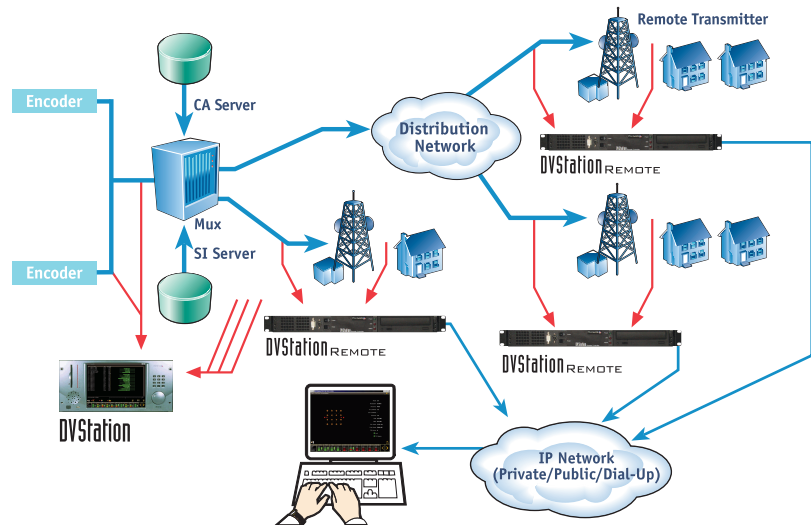 Remote Transmitter
Encoder
CA Server
Distribution
Network
DVStation REMOTE
Mux
SI Server
Encoder
DVStation REMOTE
DVStation REMOTE
DVStation
IP Network
(Private/Public/Dial-Up)